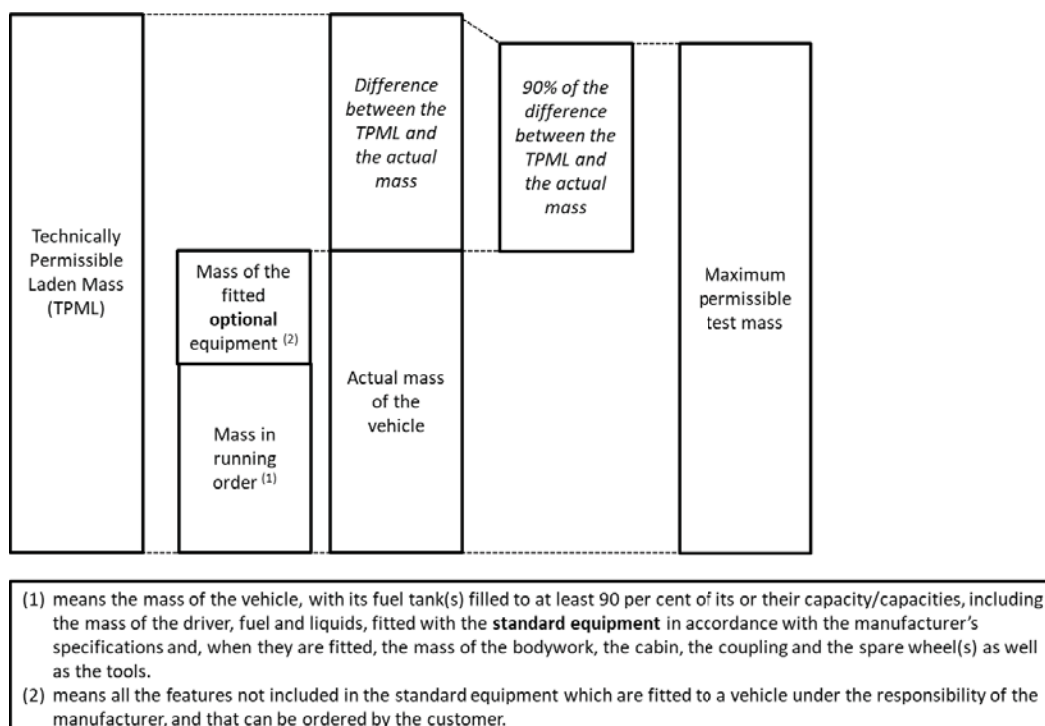 Technically
Permissible
Laden Mass
(TPML)
Mass of the
fitted
optional
equipment (2)
Mass in
running
order (1)
Difference
between the
TPML and
the actual
mass
Actual mass
of the
vehicle
90% of the
difference
between the
TPML and
the actual
mass
Maximum
permissible
test mass
(1) means the mass of the vehicle, with its fuel tank(s) filled to at least 90 per cent of its or their capacity/capacities, including
the mass of the driver, fuel and liquids, fitted with the standard equipment in accordance with the manufacturer's
specifications and, when they are fitted, the mass of the bodywork, the cabin, the coupling and the spare wheel(s) as well
as the tools.
(2) means all the features not included in the standard equipment which are fitted to a vehicle under the responsibility of the
manufacturer, and that can be ordered by the customer.